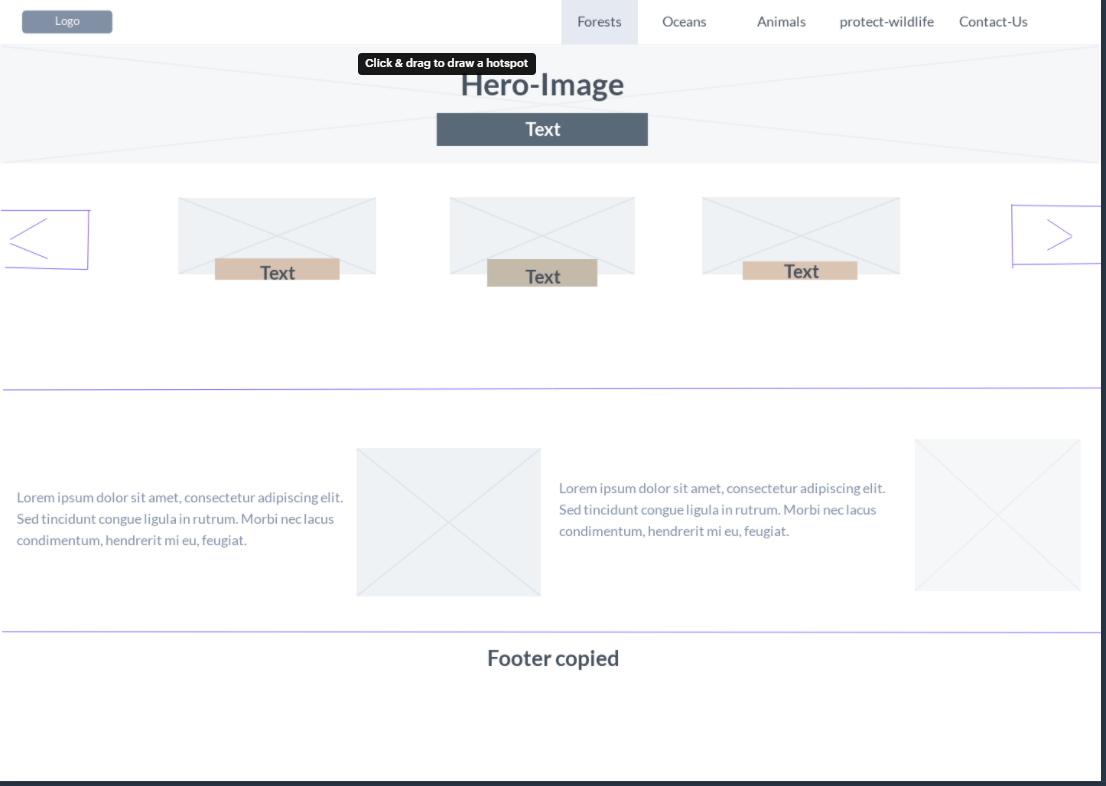 Logo
Forests
Oceans
Animals
protect-wildlife
Contact-Us
Click & drag to draw a hotspot
Hero-Image
Text
Text
Text
Text
Lorem ipsum dolor sit amet, consectetur adipiscing elit.
Sed tincidunt congue ligula in rutrum. Morbi nec lacus
condimentum, hendrerit mi eu, feugiat.
Lorem ipsum dolor sit amet, consectetur adipiscing elit.
Sed tincidunt congue ligula in rutrum. Morbi nec lacus
condimentum, hendrerit mi eu, feugiat.
Footer copied